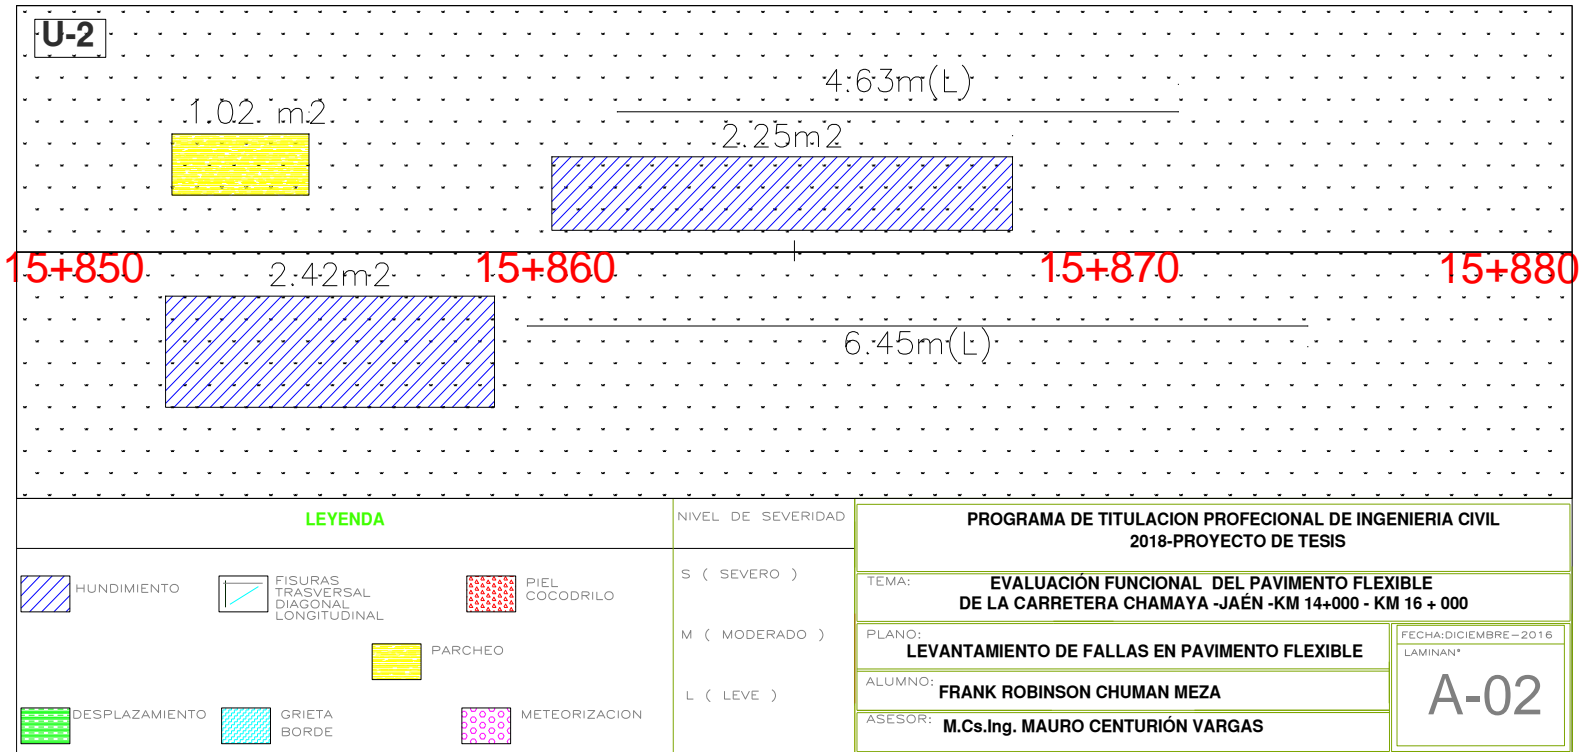 U-2
4.63m(L)
1.02 m2
2.25m2
15+850
15+860
15+870
15+880
2.42m2
6.45m(L)
LEYENDA
HUNDIMIENTO
FISURAS
TRASVERSAL
DIAGONAL
LONGITUDINAL
PIEL
COCODRILO
PARCHEO
DESPLAZAMIENTO
GRIETA
BORDE
METEORIZACION
NIVEL DE SEVERIDAD
S ( SEVERO )
M ( MODERADO )
L ( LEVE )
PROGRAMA DE TITULACION PROFECIONAL DE INGENIERIA CIVIL
2018-PROYECTO DE TESIS
TEMA: EVALUACIÓN FUNCIONAL DEL PAVIMENTO FLEXIBLE
DE LA CARRETERA CHAMAYA -JAÉN -KM 14+000 - KM 16 + 000
PLANO:
LEVANTAMIENTO DE FALLAS EN PAVIMENTO FLEXIBLE
ALUMNO: FRANK ROBINSON CHUMAN MEZA
ASESOR: M.Cs.Ing. MAURO CENTURIÓN VARGAS
FECHA:DICIEMBRE-2016
LAMINAN°
A-02